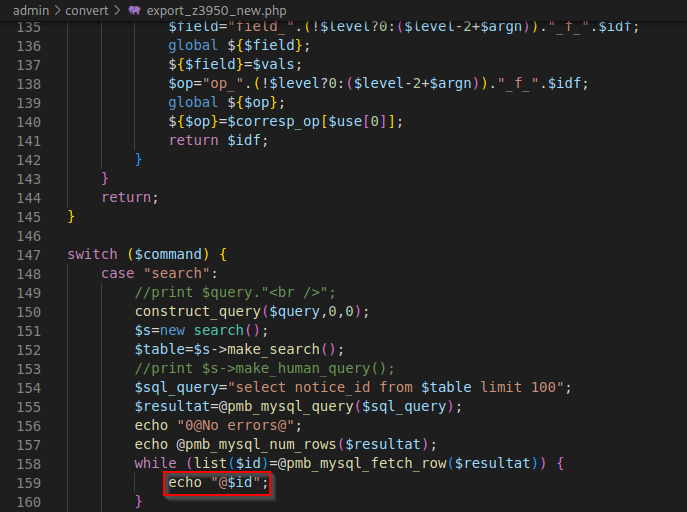 admin > convert > export_z3950_new.php
135 $field="field_".(!$level?0:($level-2+$argn))."_f_".$idf;
136 global ${$field};
137 ${$field}=$vals;
138 $op="op_".(!$level?0:($level-2+$argn))."_f_".$idf;
139 global ${$op};
140 ${$op}=$corresp_op[$use[0]];
141 return $idf;
142 }
143 }
144 return;
145 }
146
147 switch ($command) {
148 case "search":
149 //print $query."<br />";
150 construct_query($query,0,0);
151 $s=new search();
152 $table=$s->make_search();
153 //print $s->make_human_query();
154 $sql_query="select notice_id from $table limit 100";
155 $resultat=@pmb_mysql_query($sql_query);
156 echo "0@No errors@";
157 echo @pmb_mysql_num_rows($resultat);
158 while (list($id)=@pmb_mysql_fetch_row($resultat)) {
159 echo "@$id";
160 }